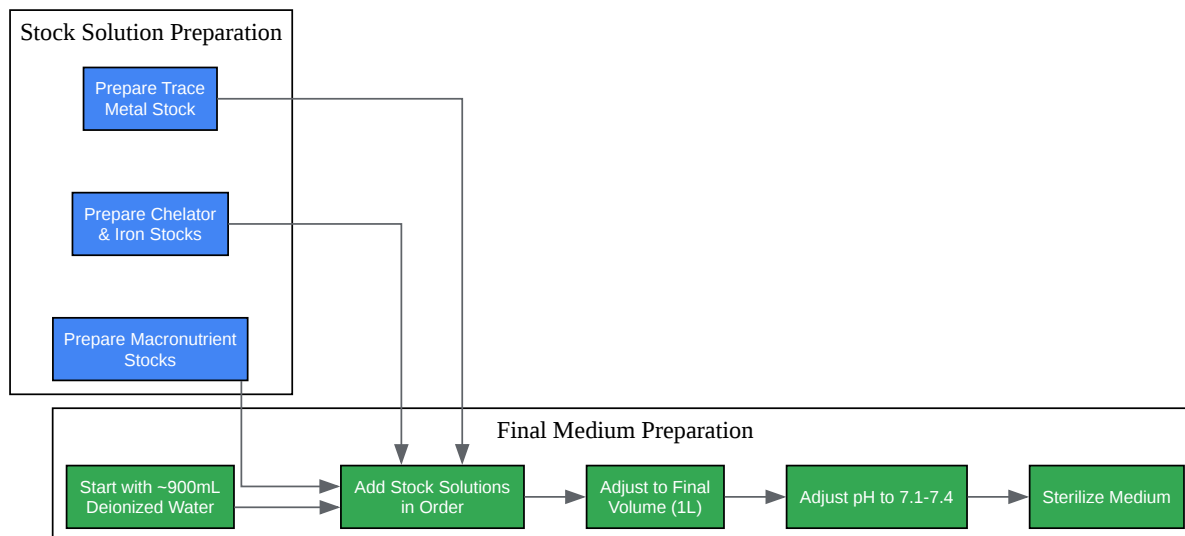 Stock Solution Preparation
Prepare Trace
Metal Stock
Prepare Chelator
& Iron Stocks
Prepare Macronutrient
Stocks
Final Medium Preparation
Start with ~900mL
Deionized Water
Add Stock Solutions
in Order
Adjust to Final
Volume (1L)
Adjust pH to 7.1-7.4
Sterilize Medium